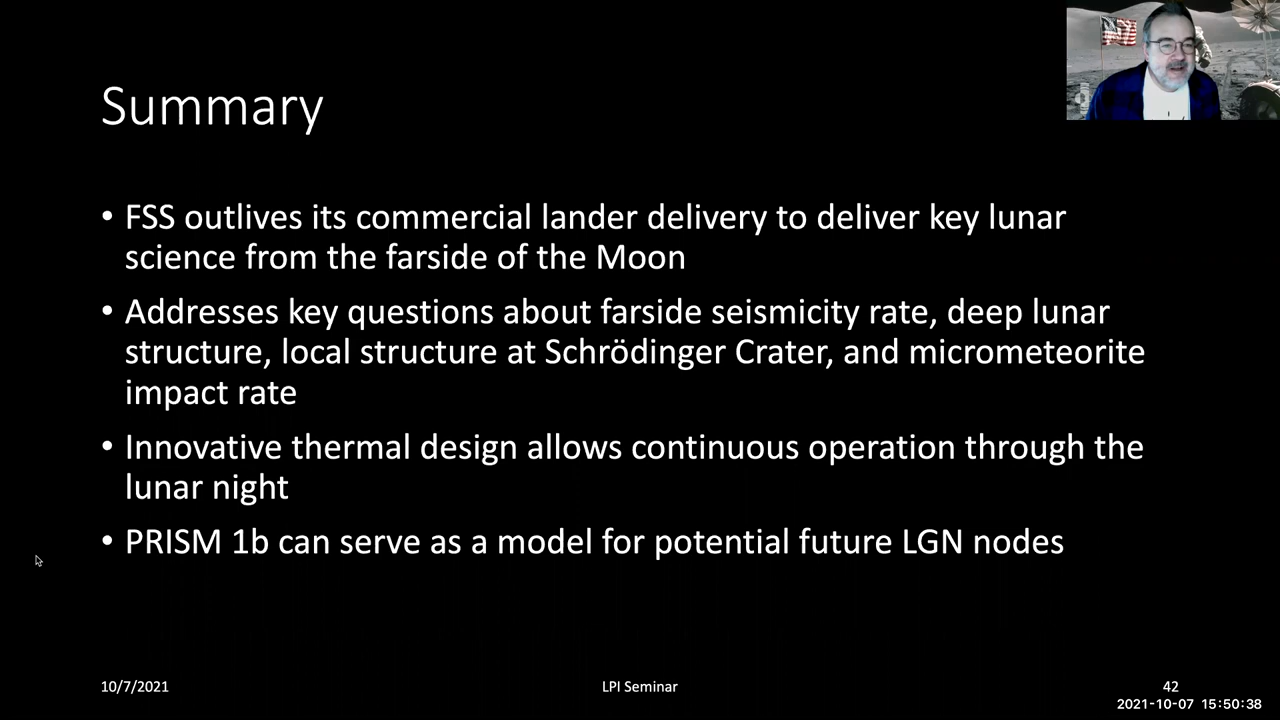 Summary
• FSS outlives its commercial lander delivery to deliver key lunar
science from the farside of the Moon
• Addresses key questions about farside seismicity rate, deep lunar
structure, local structure at Schrödinger Crater, and micrometeorite
impact rate
• Innovative thermal design allows continuous operation through the
lunar night
• PRISM 1b can serve as a model for potential future LGN nodes
10/7/2021
LPI Seminar
42
2021-10-07 15:50:38